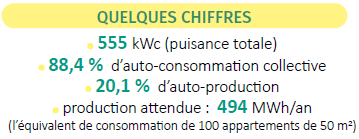 QUELQUES CHIFFRES
• 555 kWc (puisance totale)
• 88,4 % d'auto-consommation collective
• 20,1 % d'auto-production
• production attendue : 494 MWh/an
(l'équivalent de consommation de 100 appartements de 50 m²)